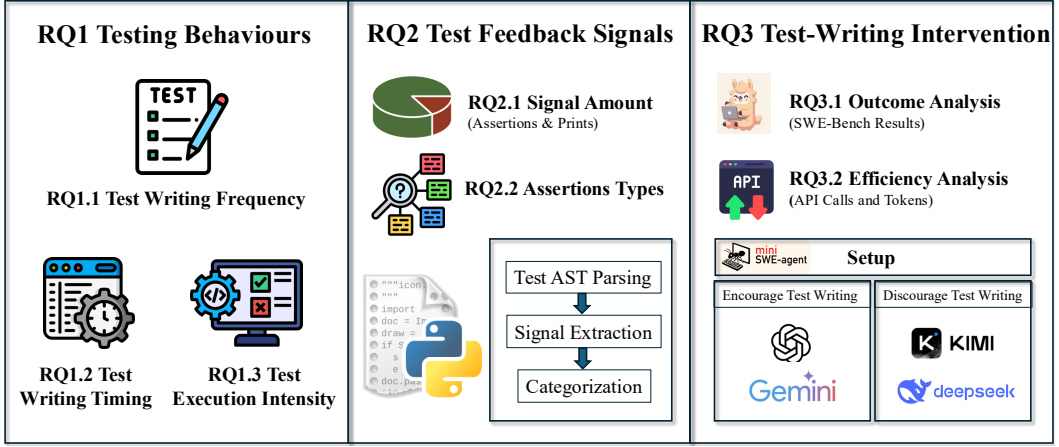 RQ1 Testing Behaviours
TEST
RQ1.1 Test Writing Frequency
</>
RQ1.2 Test
Writing Timing
RQ1.3 Test
Execution Intensity
RQ2 Test Feedback Signals
RQ2.1 Signal Amount
(Assertions & Prints)
?
RQ2.2 Assertions Types
"""icon.
"""
import
doc = Im
draw =
if S
s
e
doc.pas
Test AST Parsing
Signal Extraction
Categorization
RQ3 Test-Writing Intervention
RQ3.1 Outcome Analysis
(SWE-Bench Results)
API
RQ3.2 Efficiency Analysis
(API Calls and Tokens)
mini
SWE-agent
Setup
Encourage Test Writing
Gemini
Discourage Test Writing
K KIMI
deepseek